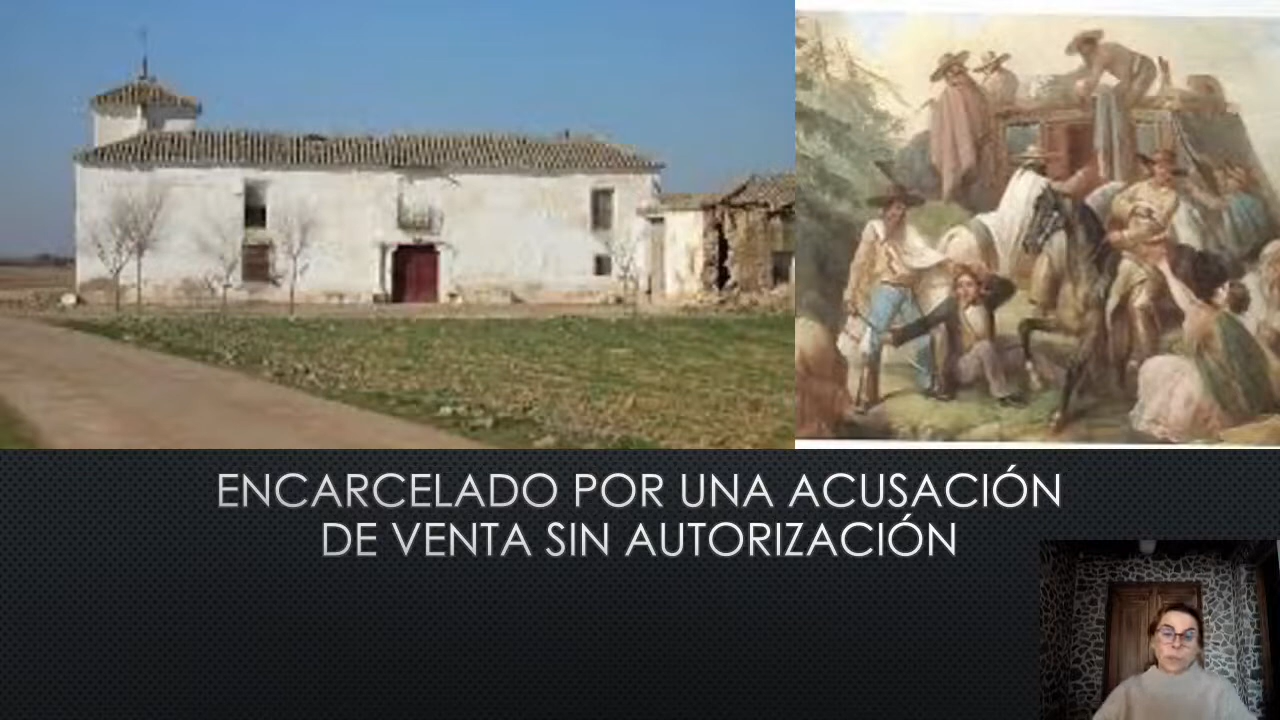 ENCARCELADO POR UNA ACUSACIÓN
DE VENTA SIN AUTORIZACIÓN